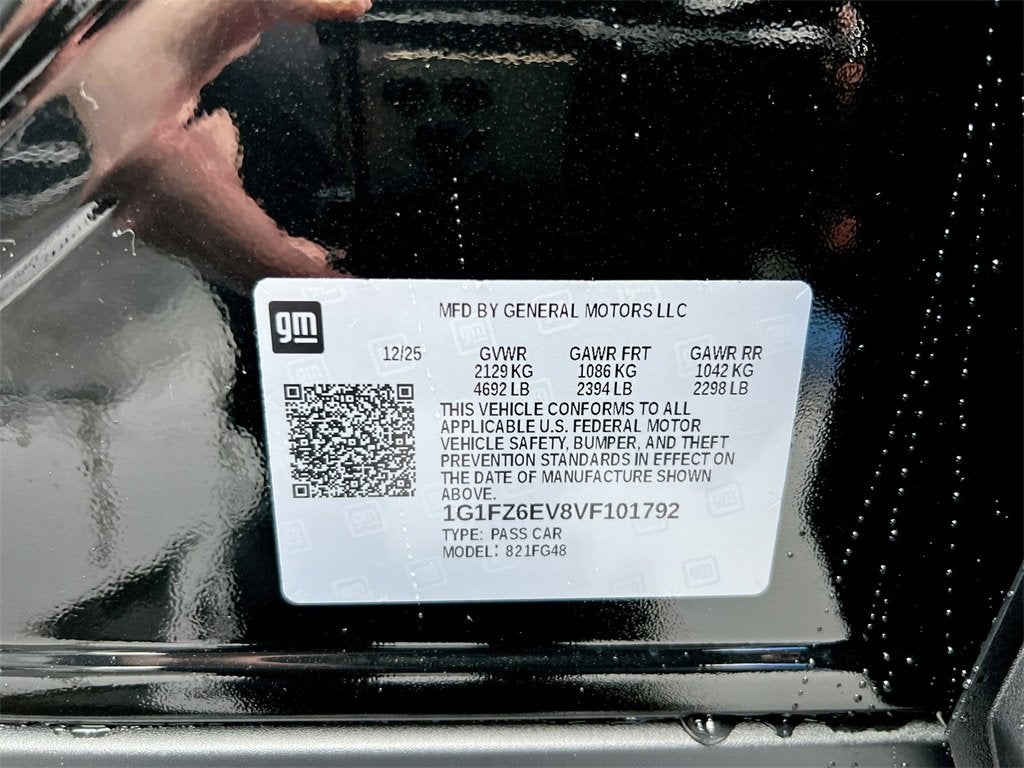 gm
MFD BY GENERAL MOTORS LLC
12/25 GVWR GAWR FRT GAWR RR
2129 KG 1086 KG 1042 KG
4692 LB 2394 LB 2298 LB
THIS VEHICLE CONFORMS TO ALL
APPLICABLE U.S. FEDERAL MOTOR
VEHICLE SAFETY, BUMPER, AND THEFT
PREVENTION STANDARDS IN EFFECT ON
THE DATE OF MANUFACTURE SHOWN
ABOVE.
1G1FZ6EV8VF101792
TYPE: PASS CAR
MODEL: 821FG48
gm